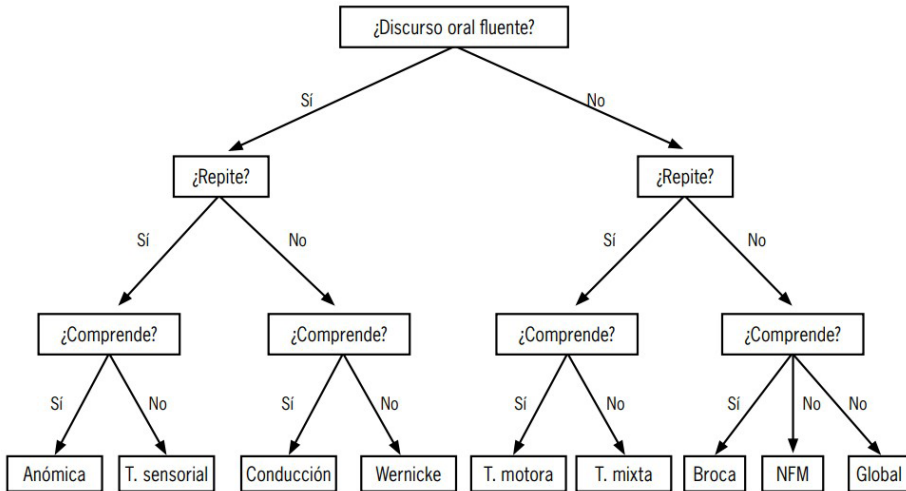 ¿Discurso oral fluente?
Sí
No
¿Repite?
¿Repite?
Sí
No
Sí
No
¿Comprende?
¿Comprende?
¿Comprende?
¿Comprende?
Sí
No
Sí
No
Sí
No
Sí
No
No
Anómica
T. sensorial
Conducción
Wernicke
T. motora
T. mixta
Broca
NFM
Global